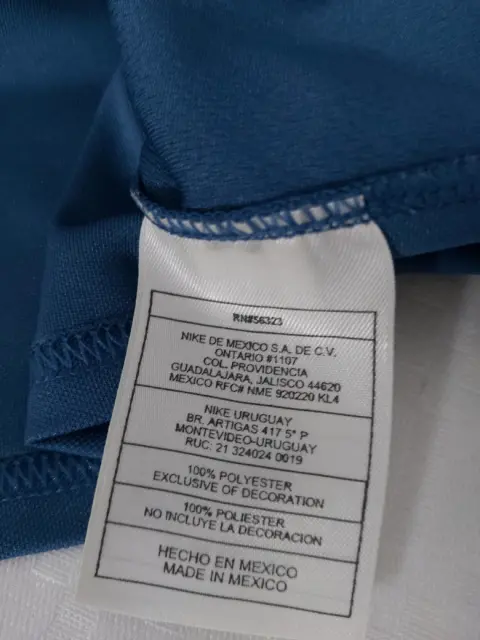 RN#56323
NIKE DE MEXICO S.A. DE C.V.
ONTARIO #1107
COL. PROVIDENCIA
GUADALAJARA, JALISCO 44620
MEXICO RFC# NME 920220 KL4
NIKE URUGUAY
BR. ARTIGAS 417 5° P
MONTEVIDEO-URUGUAY
RUC: 21 324024 0019
100% POLYESTER
EXCLUSIVE OF DECORATION
100% POLIESTER
NO INCLUYE LA DECORACION
HECHO EN MEXICO
MADE IN MEXICO